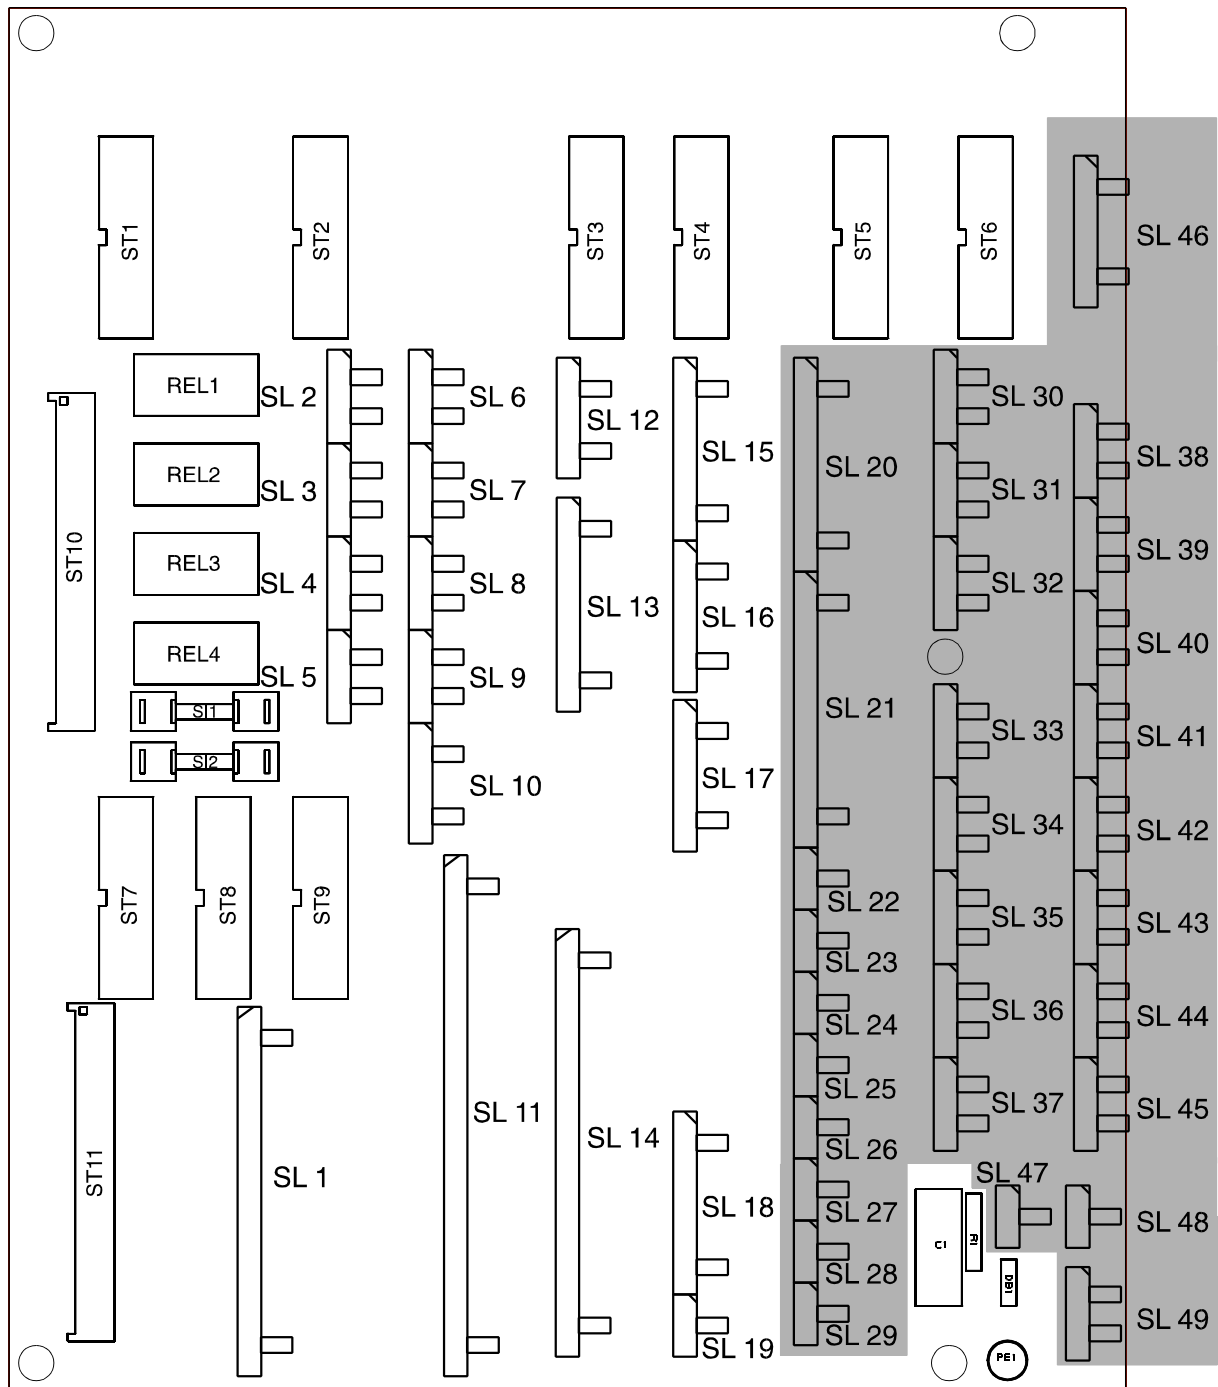 ST1
ST2
ST3
ST4
ST5
ST6
SL 46
REL1
SL 2
SL 6
SL 12
SL 15
SL 20
SL 30
SL 38
REL2
SL 3
SL 7
SL 31
SL 39
ST10
REL3
SL 4
SL 8
SL 13
SL 16
SL 32
SL 40
REL4
SL 5
SL 9
SL 21
SL 33
SL 41
SI1
SI2
SL 10
SL 17
SL 34
SL 42
ST7
ST8
ST9
SL 22
SL 35
SL 43
SL 23
SL 24
SL 36
SL 44
SL 25
SL 37
SL 45
SL 11
SL 14
SL 26
ST11
SL 1
SL 47
SL 18
SL 27
SL 48
C1
R1
SL 28
DB1
SL 19
SL 29
SL 49
PE1